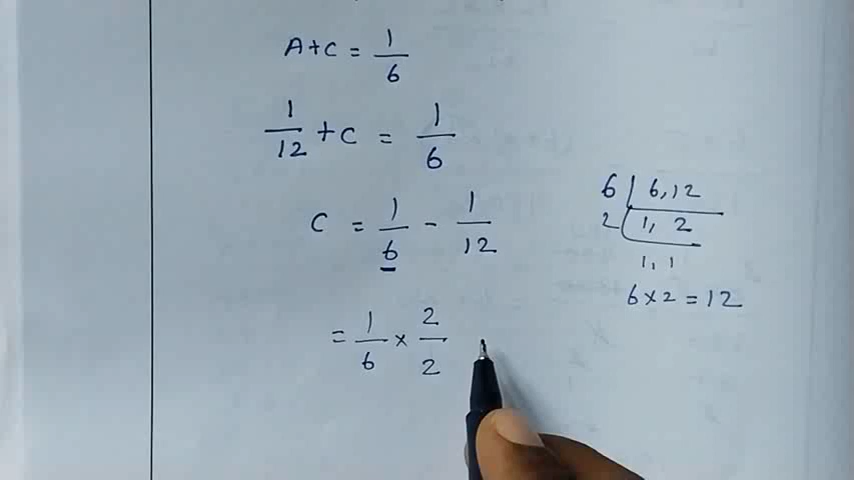 A+C = 1/6
1/12 + C = 1/6
C = 1/6 - 1/12
= 1/6 × 2/2
6 | 6, 12
2 | 1, 2
1, 1
6 × 2 = 12